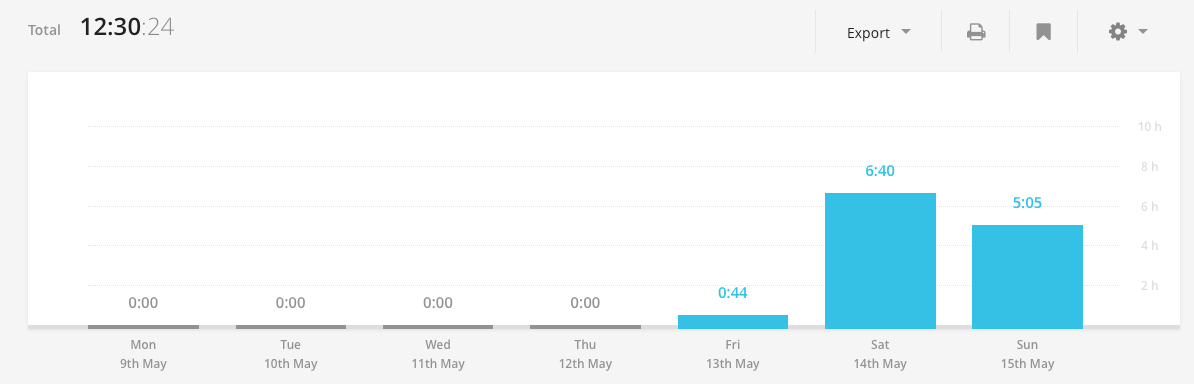 Total 12:30:24
Export
10 h
8 h
6:40
6 h
5:05
4 h
2 h
0:00 0:00 0:00 0:00 0:44
Mon Tue Wed Thu Fri Sat Sun
9th May 10th May 11th May 12th May 13th May 14th May 15th May